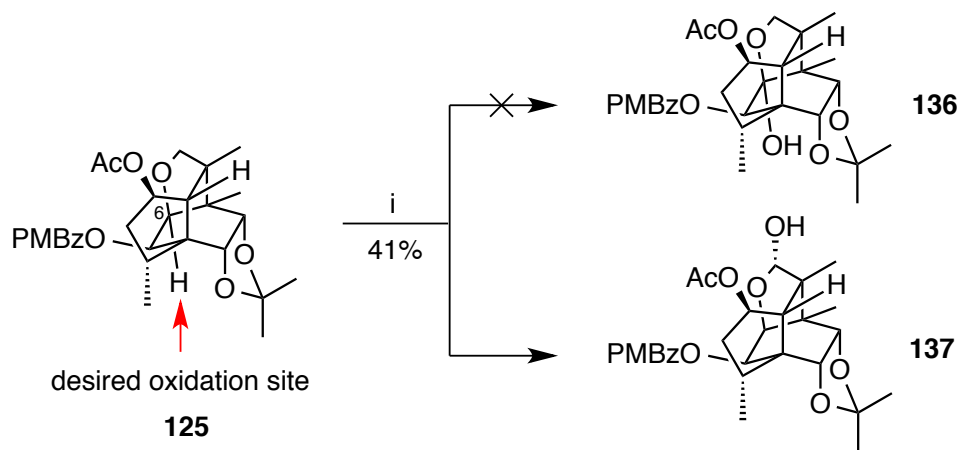 AcO
O
H
PMBzO
O
OH
O
136
AcO
O
H
6
PMBzO
O
H
O
i
41%
OH
AcO
O
H
PMBzO
O
O
137
desired oxidation site
125